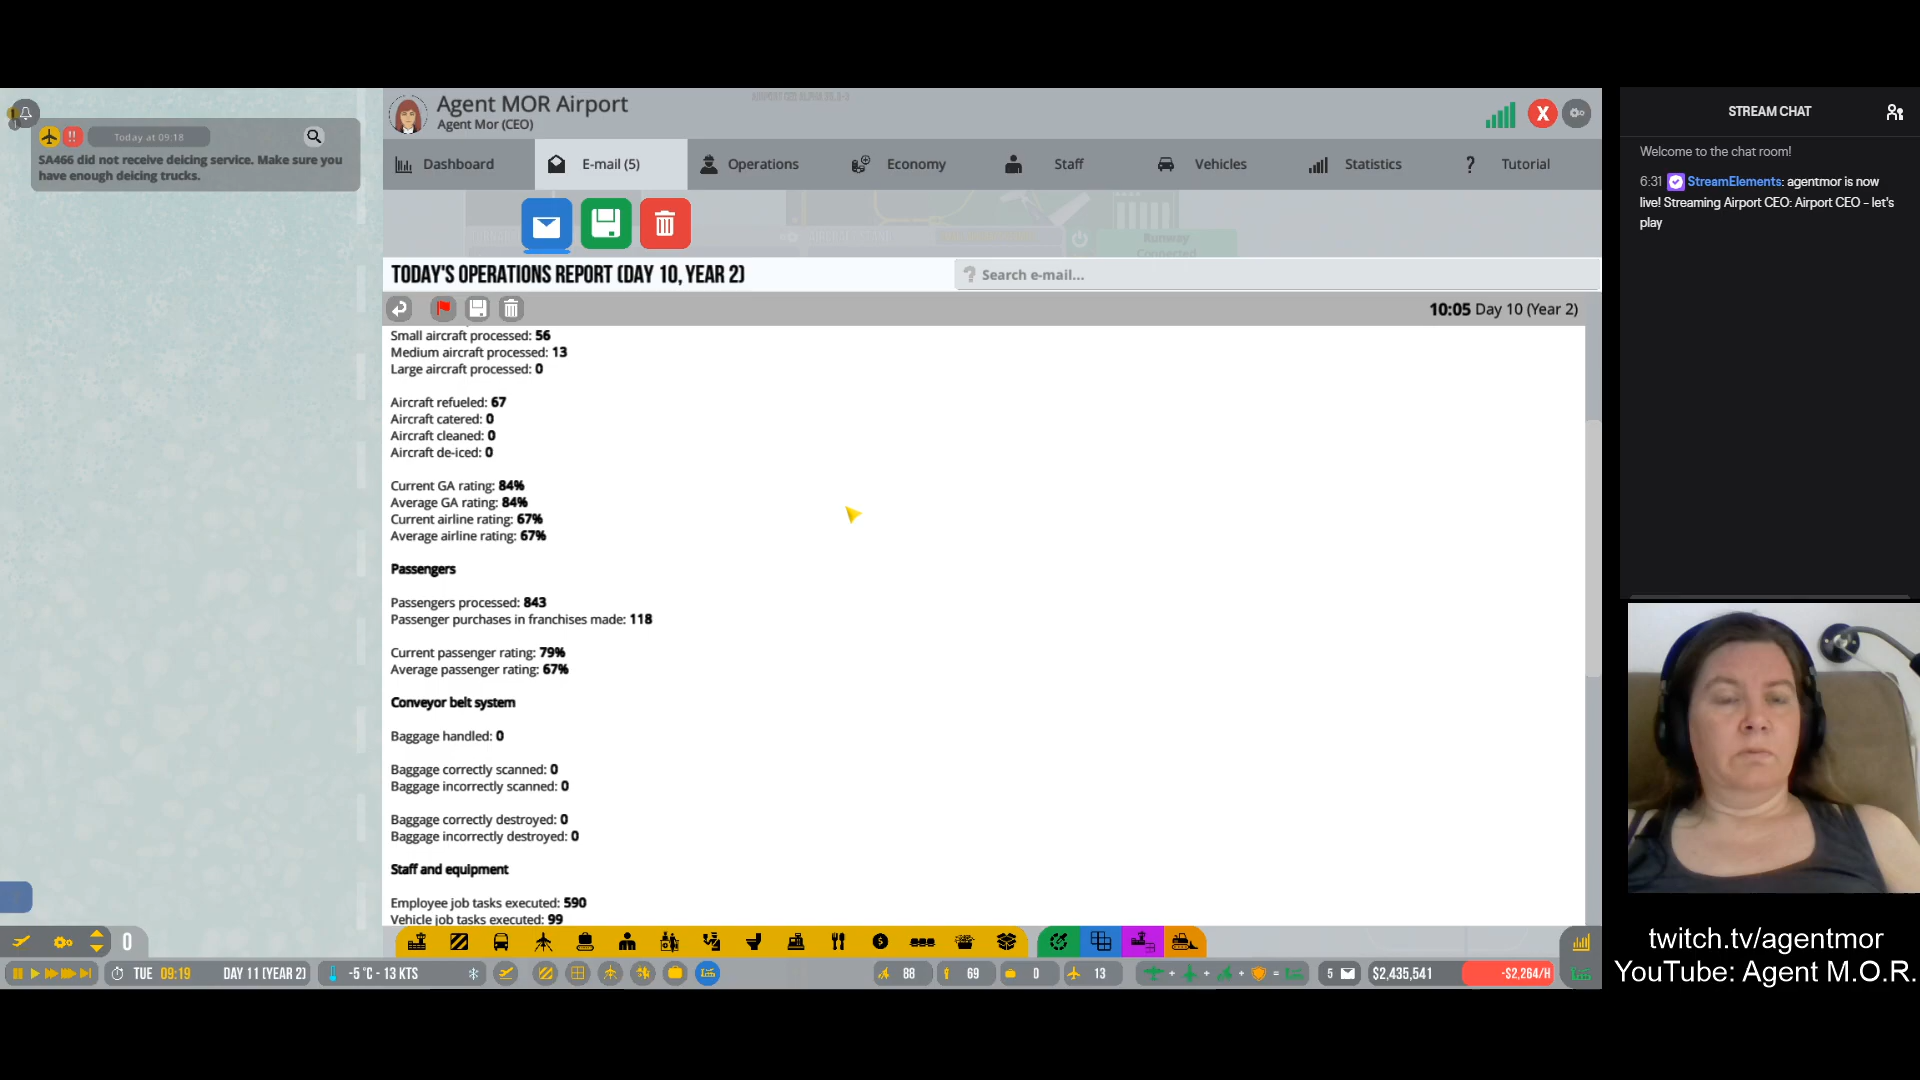 Agent MOR Airport
Agent Mor (CEO)
Today at 09:18
SA466 did not receive deicing service. Make sure you
have enough deicing trucks.
Dashboard
E-mail (5)
Operations
Economy
Staff
Vehicles
Statistics
? Tutorial
Runway
Connected
TODAY'S OPERATIONS REPORT (DAY 10, YEAR 2)
? Search e-mail...
10:05 Day 10 (Year 2)
Small aircraft processed: 56
Medium aircraft processed: 13
Large aircraft processed: 0
Aircraft refueled: 67
Aircraft catered: 0
Aircraft cleaned: 0
Aircraft de-iced: 0
Current GA rating: 84%
Average GA rating: 84%
Current airline rating: 67%
Average airline rating: 67%
Passengers
Passengers processed: 843
Passenger purchases in franchises made: 118
Current passenger rating: 79%
Average passenger rating: 67%
Conveyor belt system
Baggage handled: 0
Baggage correctly scanned: 0
Baggage incorrectly scanned: 0
Baggage correctly destroyed: 0
Baggage incorrectly destroyed: 0
Staff and equipment
Employee job tasks executed: 590
Vehicle job tasks executed: 99
0
TUE 09:19 DAY 11 (YEAR 2)
-5 °C - 13 KTS
88
69
0
13
5
$2,435,541
-$2,264/H
STREAM CHAT
Welcome to the chat room!
6:31 StreamElements: agentmor is now
live! Streaming Airport CEO: Airport CEO - let's
play
twitch.tv/agentmor
YouTube: Agent M.O.R.